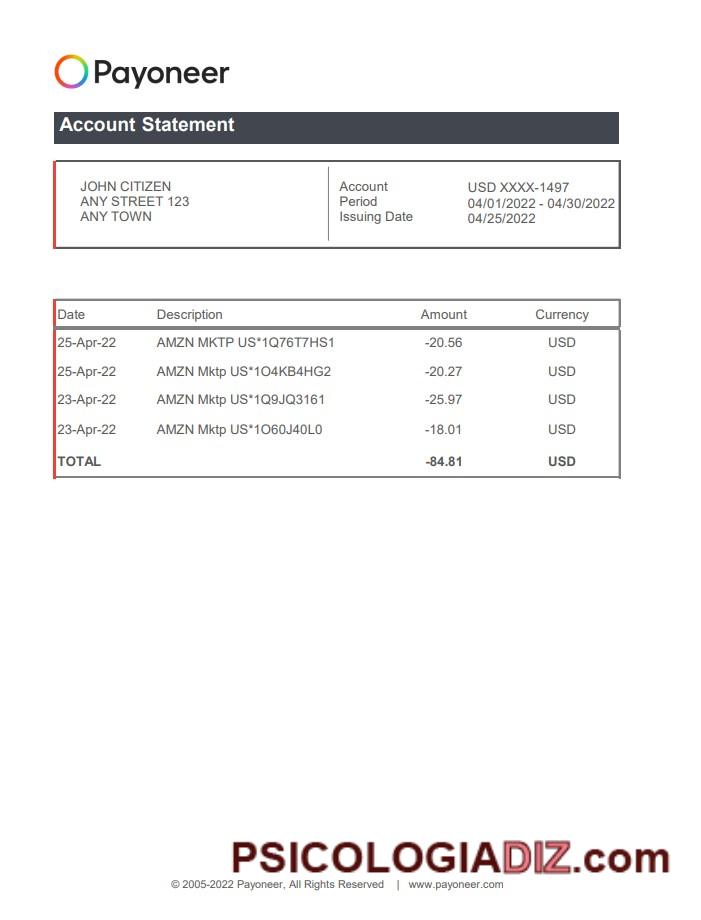 Payoneer
Account Statement
JOHN CITIZEN
ANY STREET 123
ANY TOWN
Account USD XXXX-1497
Period 04/01/2022 - 04/30/2022
Issuing Date 04/25/2022
Date Description Amount Currency
25-Apr-22 AMZN MKTP US*1Q76T7HS1 -20.56 USD
25-Apr-22 AMZN Mktp US*1O4KB4HG2 -20.27 USD
23-Apr-22 AMZN Mktp US*1Q9JQ3161 -25.97 USD
23-Apr-22 AMZN Mktp US*1O60J40L0 -18.01 USD
TOTAL -84.81 USD
PSICOLOGIADIZ.com
© 2005-2022 Payoneer, All Rights Reserved | www.payoneer.com